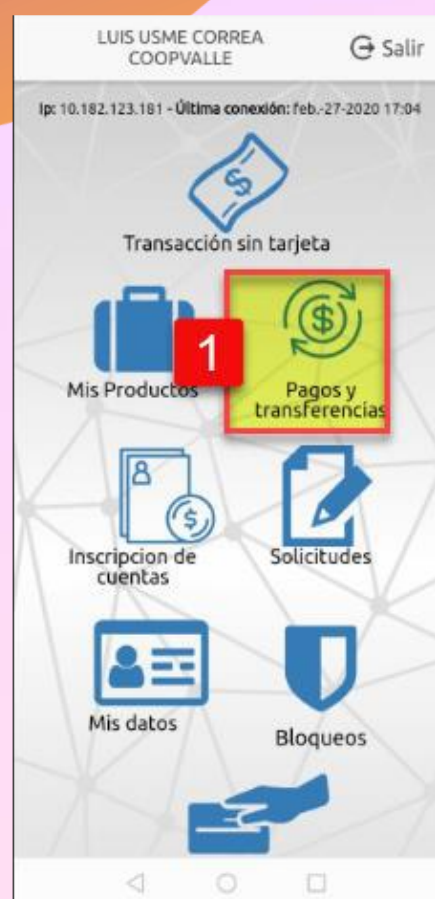 LUIS USME CORREA
COOPVALLE
Salir
Ip: 10.182.123.181 - Última conexión: feb.-27-2020 17:04
$
Transacción sin tarjeta
$
1
Mis Productos
Pagos y
transferencias
$
Inscripcion de
cuentas
Solicitudes
Mis datos
Bloqueos